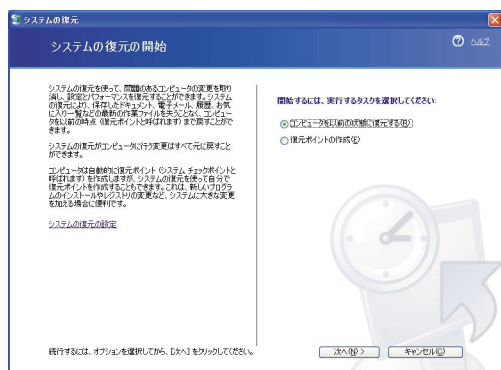 システムの復元
システムの復元の開始
ヘルプ
システムの復元を使って、問題のあるコンピュータの変更を取り
消し、設定とパフォーマンスを復元することができます。システム
の復元により、保存したドキュメント、電子メール、履歴、お気
に入り一覧などの最新の作業ファイルを失うことなく、コンピュー
タを以前の時点 (復元ポイントと呼ばれます) まで戻すことがで
きます。
システムの復元がコンピュータに行う変更はすべて元に戻すこと
ができます。
コンピュータは自動的に復元ポイント (システム チェックポイントと
呼ばれます) を作成しますが、システムの復元を使って自分で
復元ポイントを作成することもできます。これは、新しいプログラ
ムのインストールやレジストリの変更など、システムに大きな変更
を加える場合に便利です。
システムの復元の設定
開始するには、実行するタスクを選択してください:
コンピュータを以前の状態に復元する(R)
復元ポイントの作成(E)
続行するには、オプションを選択してから、[次へ] をクリックしてください。
次へ(N) >
キャンセル(C)